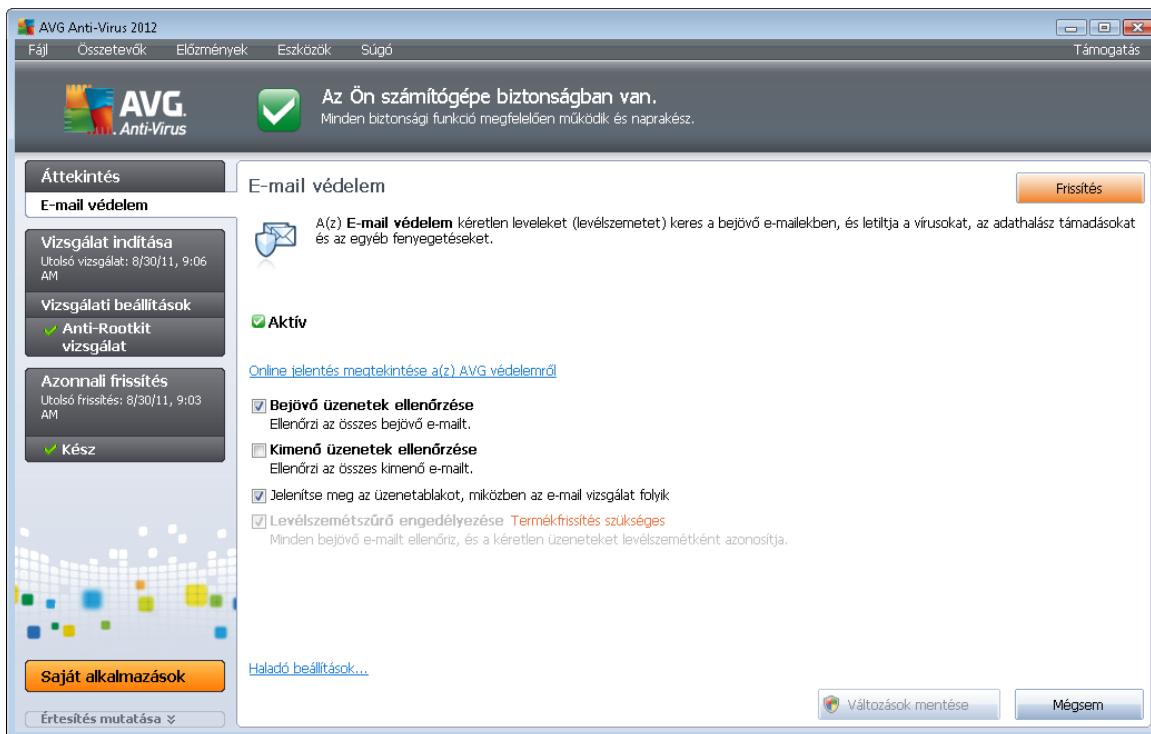 AVG Anti-Virus 2012
Fájl Összetevők Előzmények Eszközök Súgó Támogatás
AVG.
Anti-Virus
Az Ön számítógépe biztonságban van.
Minden biztonsági funkció megfelelően működik és naprakész.
Áttekintés
E-mail védelem
Vizsgálat indítása
Utolsó vizsgálat: 8/30/11, 9:06
AM
Vizsgálati beállítások
Anti-Rootkit
vizsgálat
Azonnali frissítés
Utolsó frissítés: 8/30/11, 9:03
AM
Kész
Saját alkalmazások
Értesítés mutatása
E-mail védelem
Frissítés
A(z) E-mail védelem kéretlen leveleket (levélszemetet) keres a bejövő e-mailekben, és letiltja a vírusokat, az adathalász támadásokat
és az egyéb fenyegetéseket.
Aktív
Online jelentés megtekintése a(z) AVG védelemről
Bejövő üzenetek ellenőrzése
Ellenőrzi az összes bejövő e-mailt.
Kimenő üzenetek ellenőrzése
Ellenőrzi az összes kimenő e-mailt.
Jelenítse meg az üzenetablakot, miközben az e-mail vizsgálat folyik
Levélszemétszűrő engedélyezése Termékfrissítés szükséges
Minden bejövő e-mailt ellenőriz, és a kéretlen üzeneteket levélszemétként azonosítja.
Haladó beállítások...
Változások mentése
Mégsem